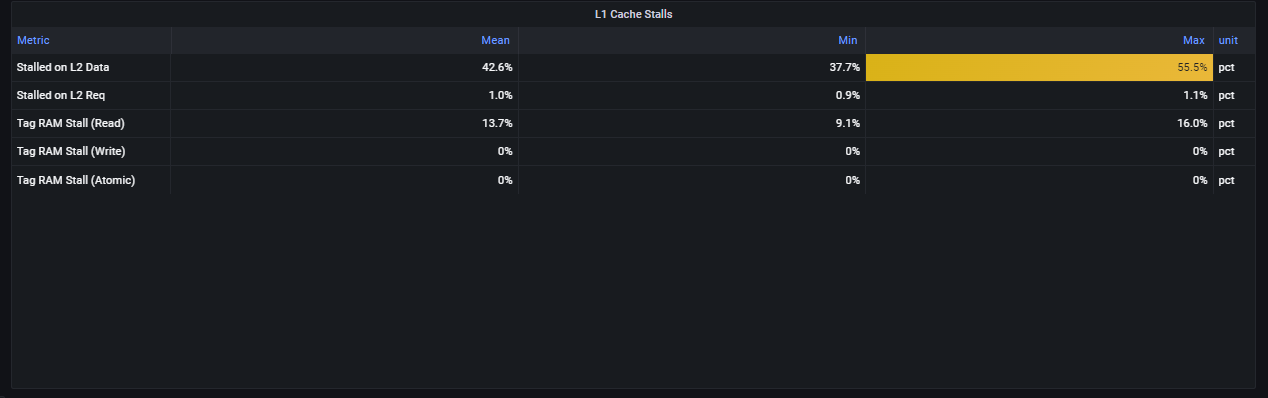 L1 Cache Stalls
Metric Mean Min Max unit
Stalled on L2 Data 42.6% 37.7% 55.5% pct
Stalled on L2 Req 1.0% 0.9% 1.1% pct
Tag RAM Stall (Read) 13.7% 9.1% 16.0% pct
Tag RAM Stall (Write) 0% 0% 0% pct
Tag RAM Stall (Atomic) 0% 0% 0% pct